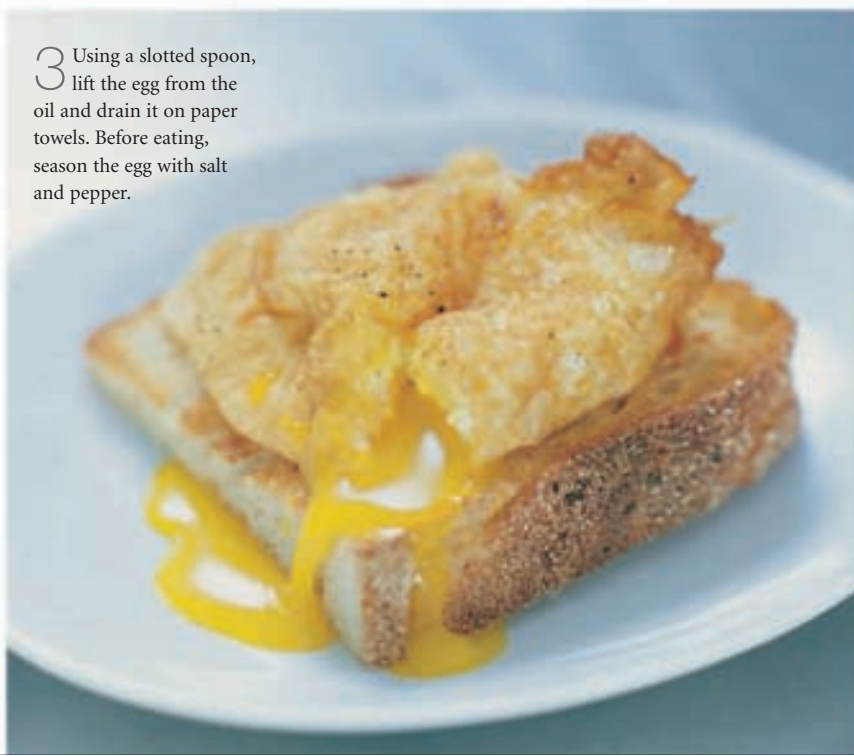 3 Using a slotted spoon,
lift the egg from the
oil and drain it on paper
towels. Before eating,
season the egg with salt
and pepper.